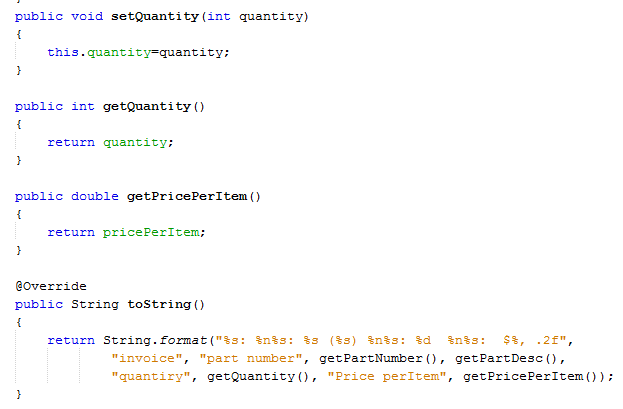 }
public void setQuantity(int quantity)
{
this.quantity=quantity;
}
public int getQuantity()
{
return quantity;
}
public double getPricePerItem()
{
return pricePerItem;
}
@Override
public String toString()
{
return String.format("%s: %n%s: %s (%s) %n%s: %d  %n%s:  $%, .2f",
"invoice", "part number", getPartNumber(), getPartDesc(),
"quantiry", getQuantity(), "Price perItem", getPricePerItem());
}